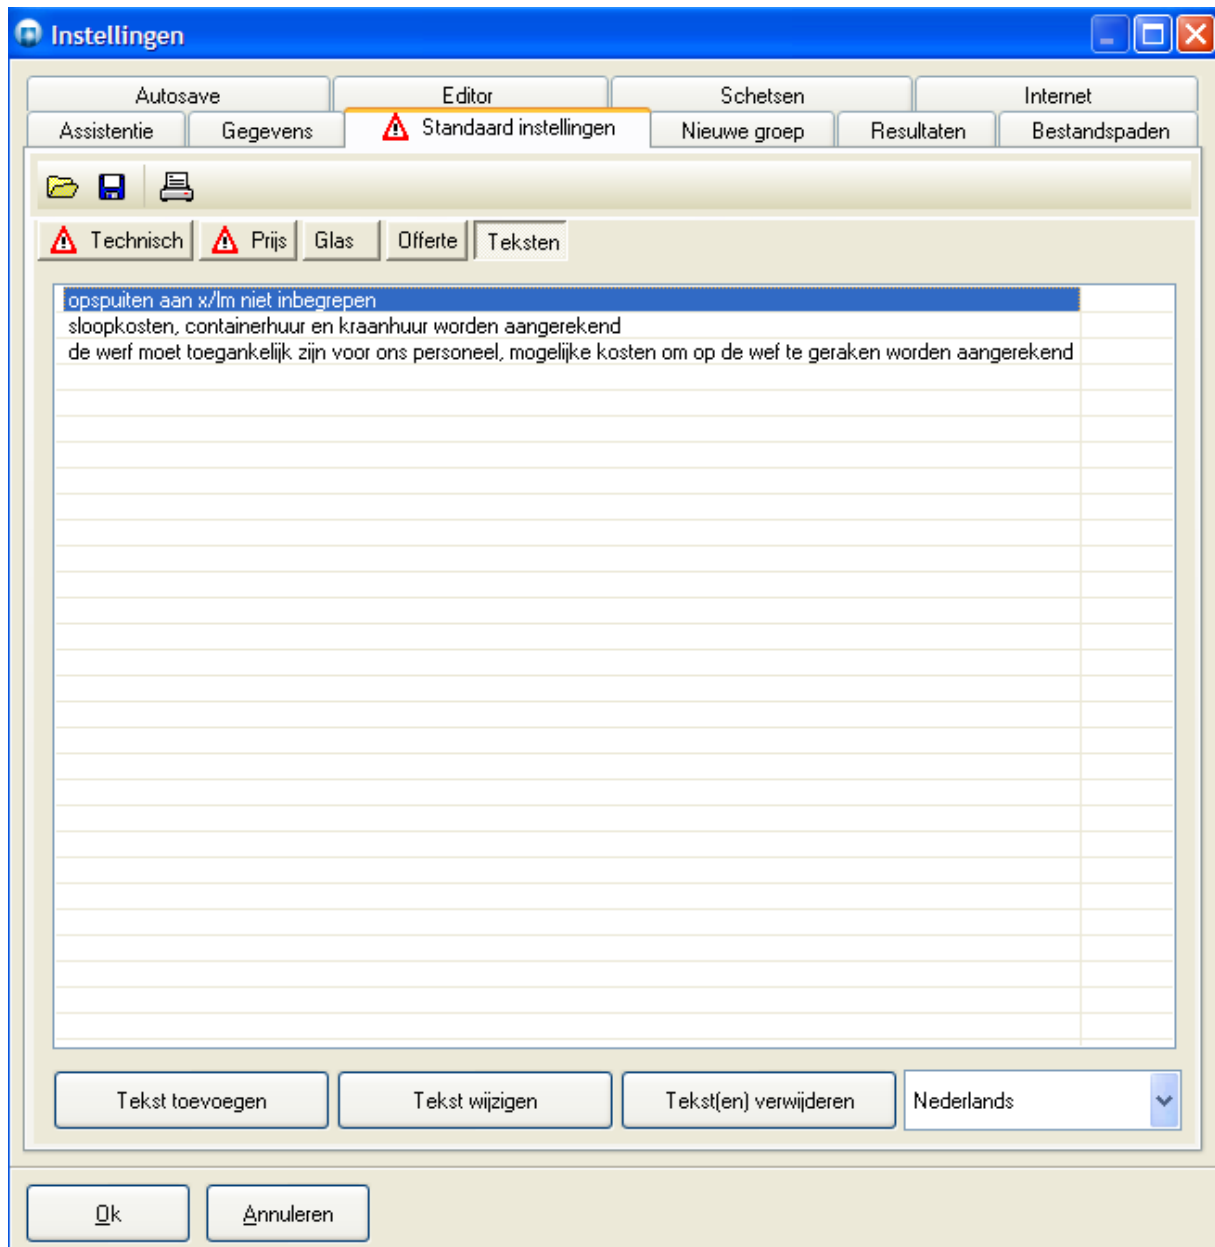 Instellingen
Autosave Editor Schetsen Internet
Assistentie Gegevens Standaard instellingen Nieuwe groep Resultaten Bestandspaden
Technisch Prijs Glas Offerte Teksten
opspuiten aan x/lm niet inbegrepen
sloopkosten, containerhuur en kraanhuur worden aangerekend
de werf moet toegankelijk zijn voor ons personeel, mogelijke kosten om op de wef te geraken worden aangerekend
Tekst toevoegen Tekst wijzigen Tekst(en) verwijderen Nederlands
Ok Annuleren